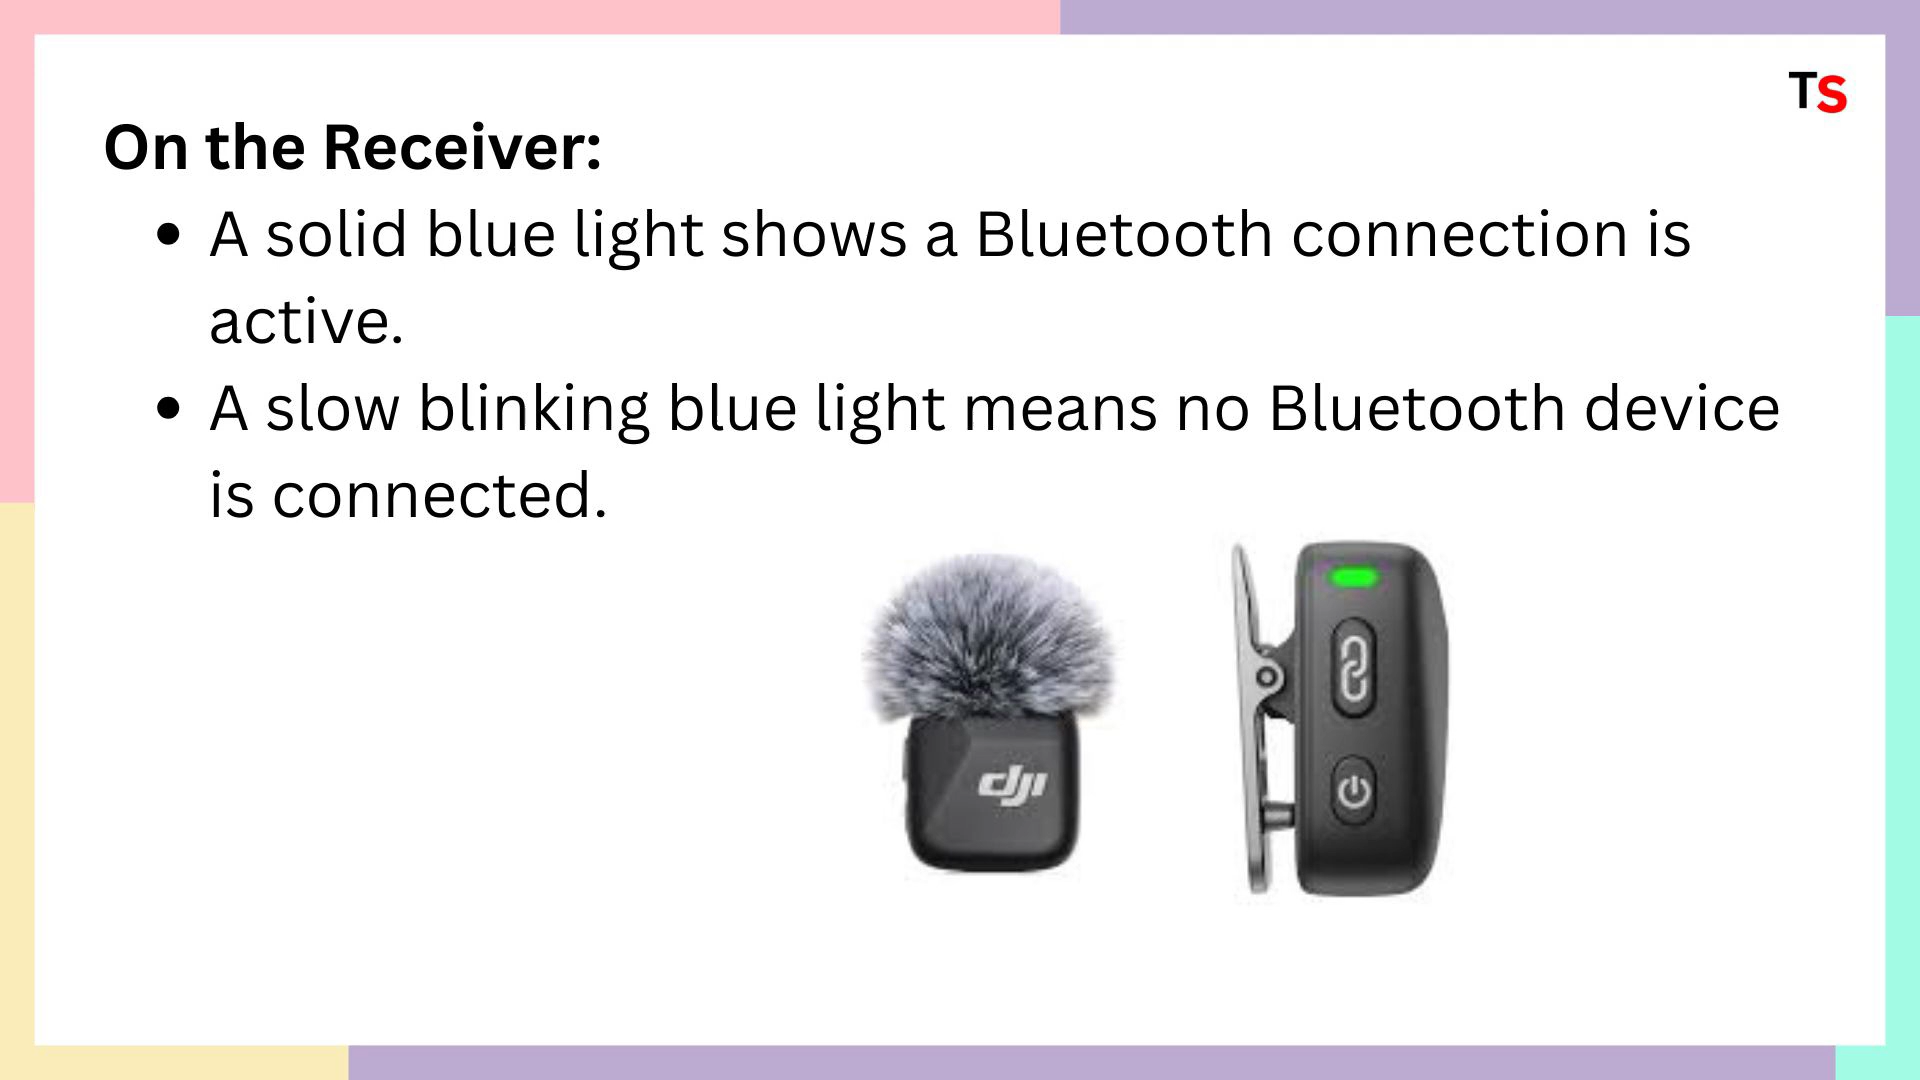 TS
On the Receiver:
• A solid blue light shows a Bluetooth connection is
active.
• A slow blinking blue light means no Bluetooth device
is connected.
dji